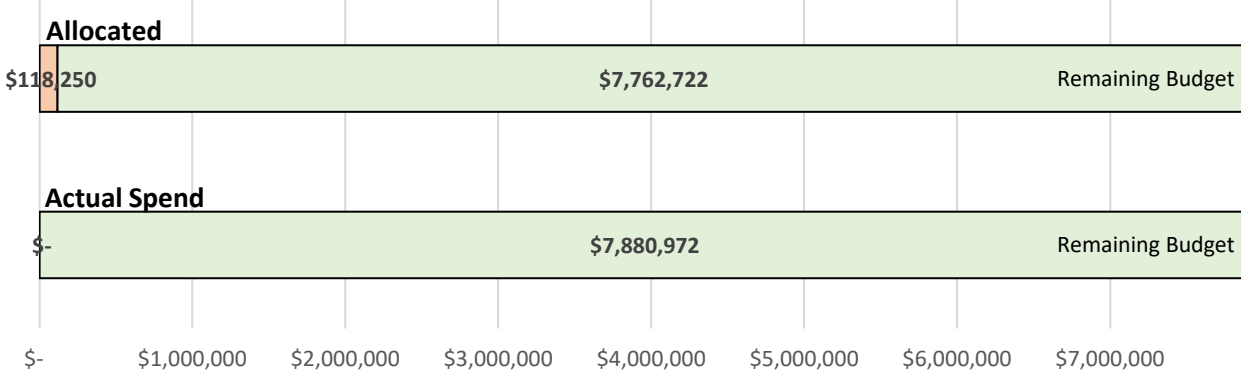 Allocated
$118,250 $7,762,722 Remaining Budget
Actual Spend
$- $7,880,972 Remaining Budget
$- $1,000,000 $2,000,000 $3,000,000 $4,000,000 $5,000,000 $6,000,000 $7,000,000